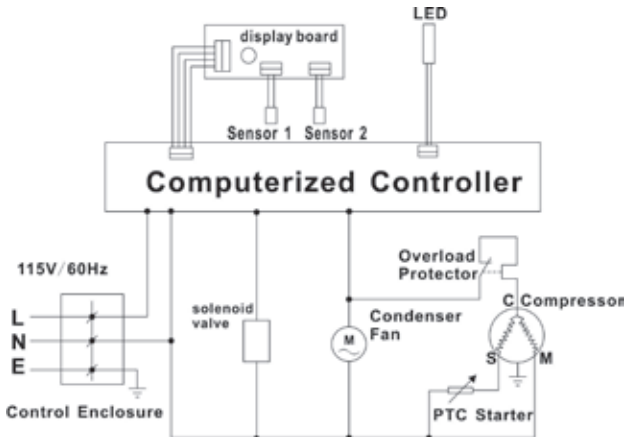 LED
display board
Sensor 1 Sensor 2
Computerized Controller
115V/60Hz
Overload
Protector
solenoid
valve
C Compressor
L
N
E
M
Condenser
Fan
S
M
Control Enclosure
PTC Starter